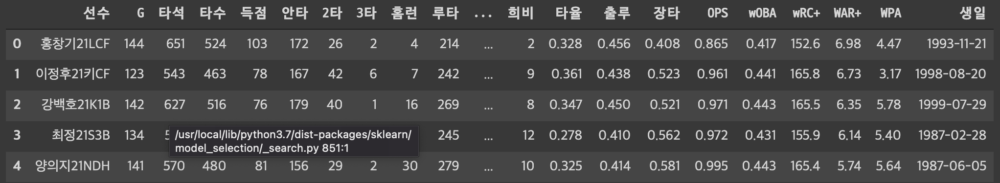 선수 G 타석 타수 득점 안타 2타 3타 홈런 루타 ... 희비 타율 출루 장타 OPS wOBA wRC+ WAR+ WPA 생일
0 홍창기21LCF 144 651 524 103 172 26 2 4 214 ... 2 0.328 0.456 0.408 0.865 0.417 152.6 6.98 4.47 1993-11-21
1 이정후21키CF 123 543 463 78 167 42 6 7 242 ... 9 0.361 0.438 0.523 0.961 0.441 165.8 6.73 3.17 1998-08-20
2 강백호21K1B 142 627 516 76 179 40 1 16 269 ... 8 0.347 0.450 0.521 0.971 0.443 165.5 6.35 5.78 1999-07-29
3 최정21S3B 134 245 ... 12 0.278 0.410 0.562 0.972 0.431 155.9 6.14 5.40 1987-02-28
/usr/local/lib/python3.7/dist-packages/sklearn/
model_selection/_search.py 851:1
4 양의지21NDH 141 570 480 81 156 29 2 30 279 ... 10 0.325 0.414 0.581 0.995 0.443 165.4 5.74 5.64 1987-06-05